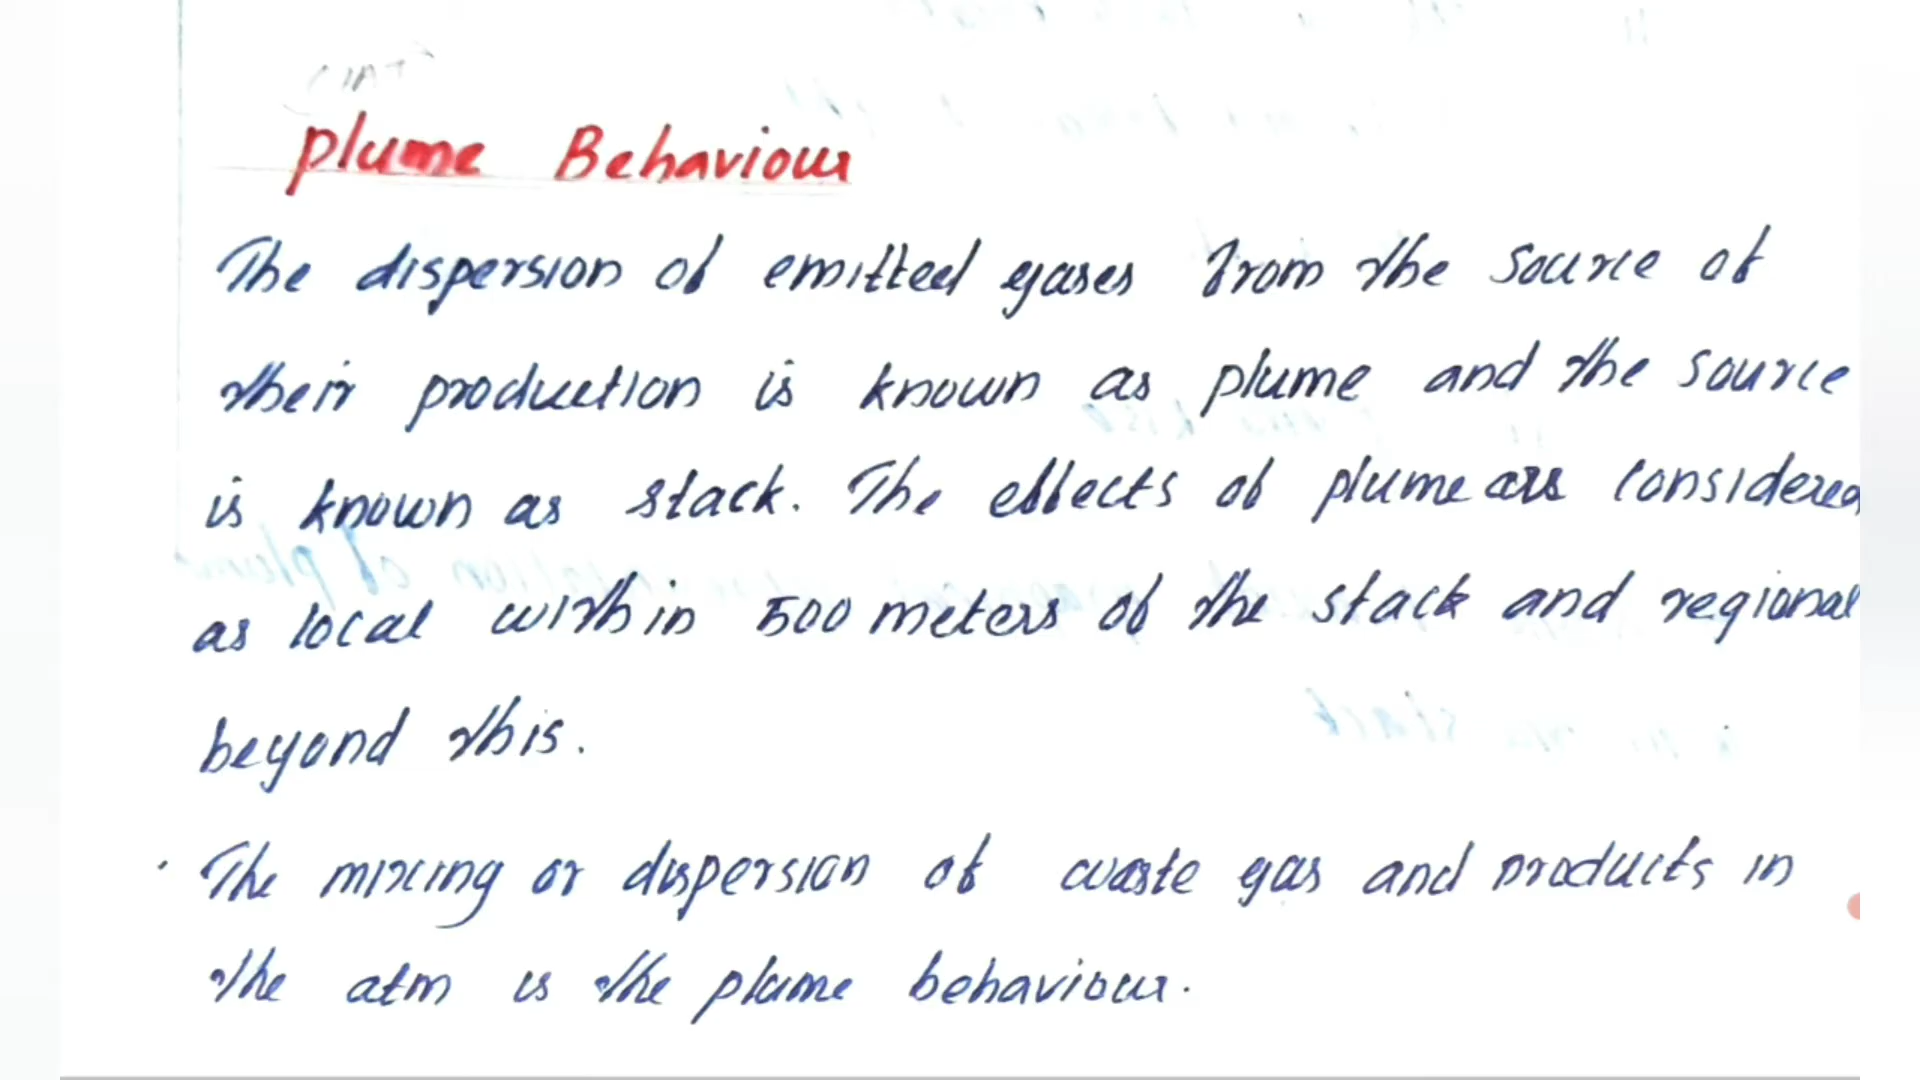 plume Behaviour
The dispersion of emitted gases from the source of
their production is known as plume and the source
is known as stack. The effects of plume are considered
as local within 500 meters of the stack and regional
beyond this.
. The mixing or dispersion of waste gas and products in
the atm is the plume behaviour.